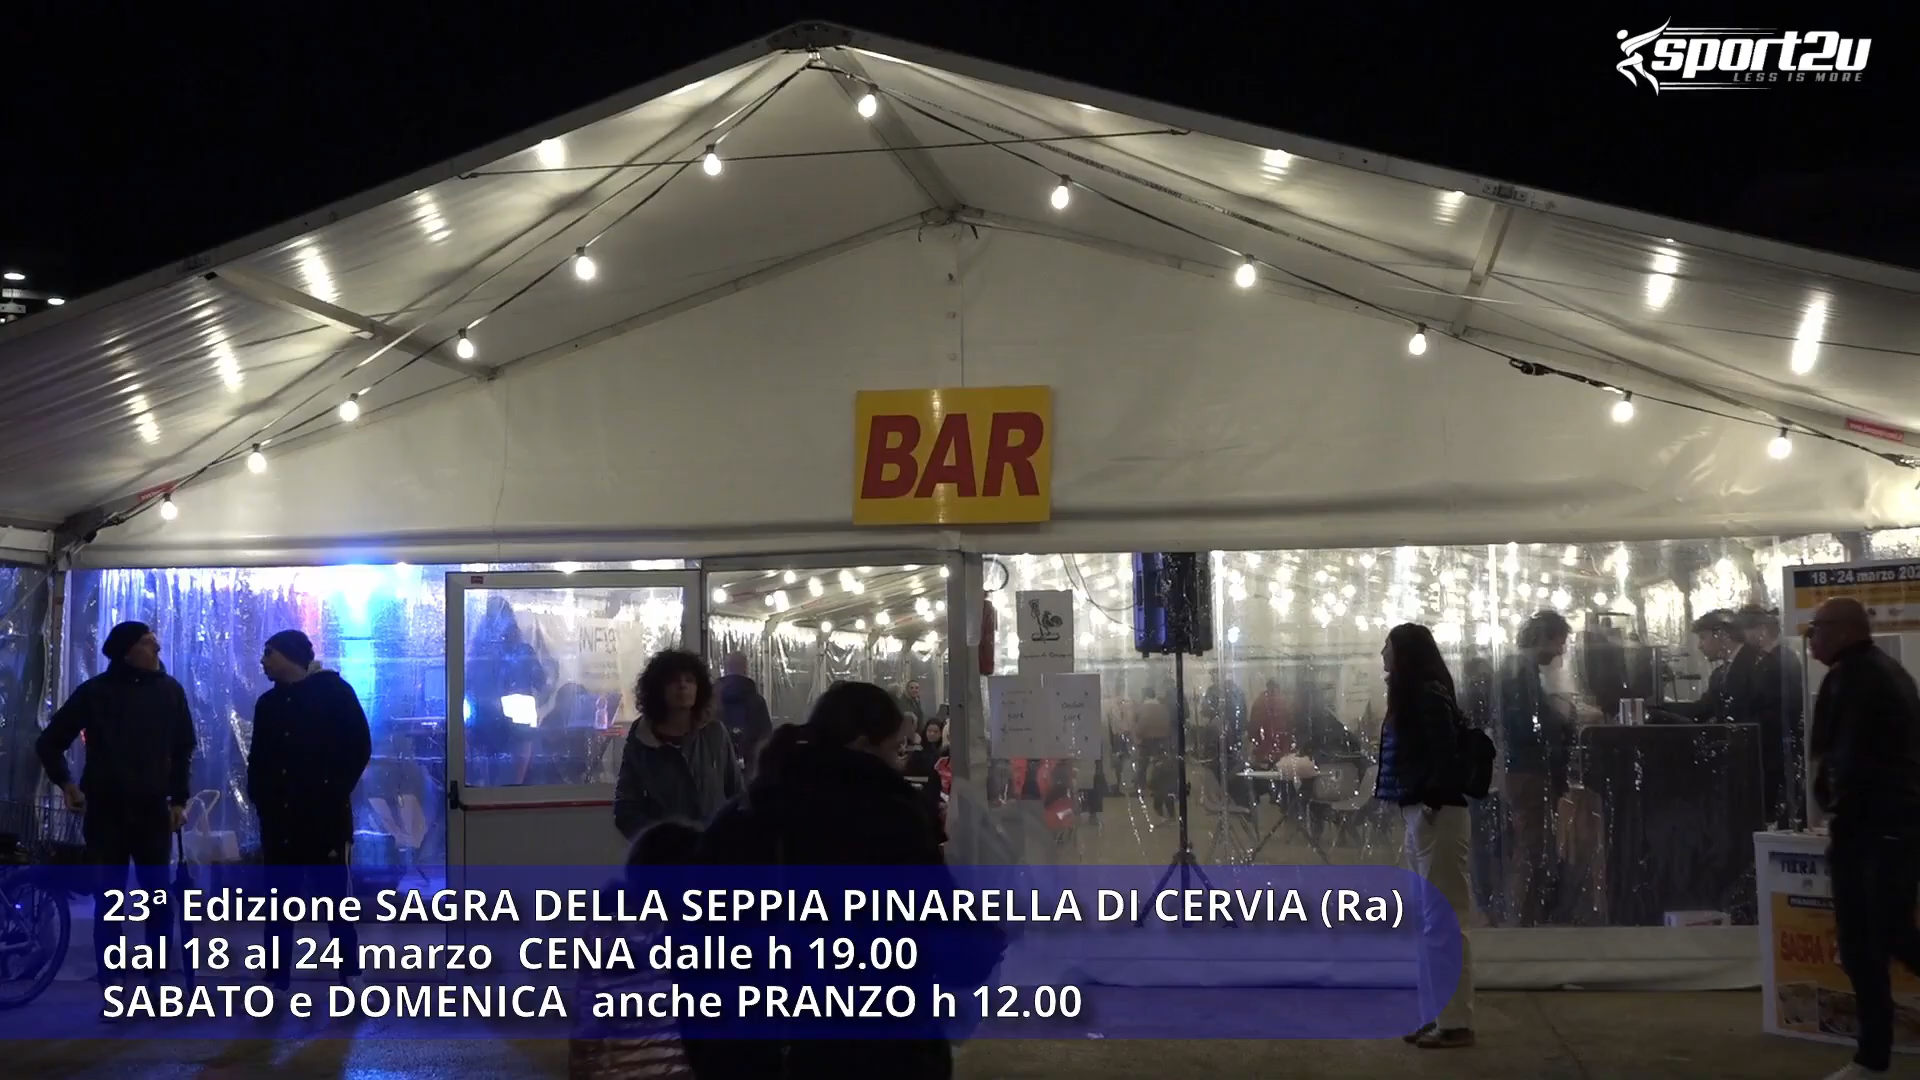 sport2u
LESS IS MORE
BAR
18 - 24 marzo
23ª Edizione SAGRA DELLA SEPPIA PINARELLA DI CERVIA (Ra)
dal 18 al 24 marzo CENA dalle h 19.00
SABATO e DOMENICA anche PRANZO h 12.00
SAGRA